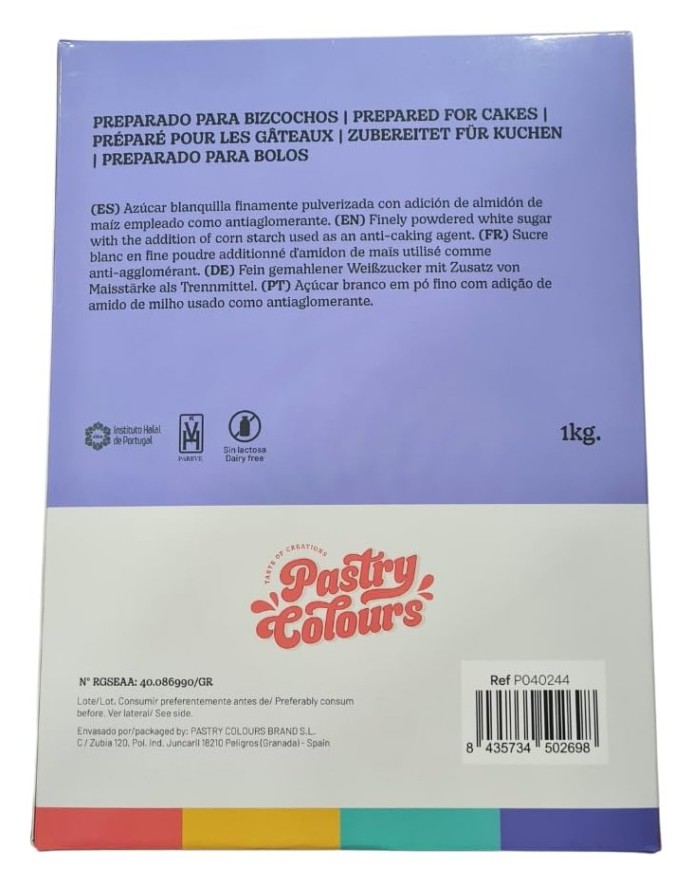 PREPARADO PARA BIZCOCHOS | PREPARED FOR CAKES |
PRÉPARÉ POUR LES GÂTEAUX | ZUBEREITET FÜR KUCHEN
| PREPARADO PARA BOLOS
(ES) Azúcar blanquilla finamente pulverizada con adición de almidón de
maíz empleado como antiaglomerante. (EN) Finely powdered white sugar
with the addition of corn starch used as an anti-caking agent. (FR) Sucre
blanc en fine poudre additionné d'amidon de maïs utilisé comme
anti-agglomérant. (DE) Fein gemahlener Weißzucker mit Zusatz von
Maisstärke als Trennmittel. (PT) Açúcar branco em pó fino com adição de
amido de milho usado como antiaglomerante.
Instituto Halal
de Portugal
K
PAREVE
Sin lactosa
Dairy free
1kg.
TASTE OF CREATIONS
Pastry
Colours
N° RGSEAA: 40.086990/GR
Lote/Lot. Consumir preferentemente antes de/ Preferably consum
before. Ver lateral/ See side.
Envasado por/packaged by: PASTRY COLOURS BRAND S.L.
C / Zubia 120, Pol. Ind. Juncaril 18210 Peligros (Granada) - Spain
Ref P040244
8 435734 502698